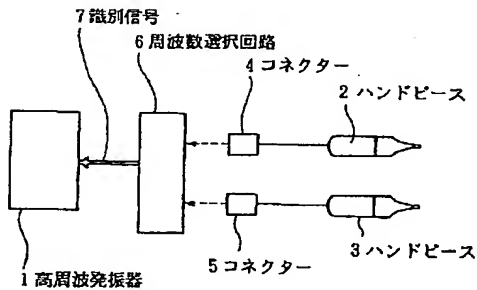 7 識別信号
6 周波数選択回路
4 コネクター
2 ハンドピース
1 高周波発振器
5 コネクター
3 ハンドピース